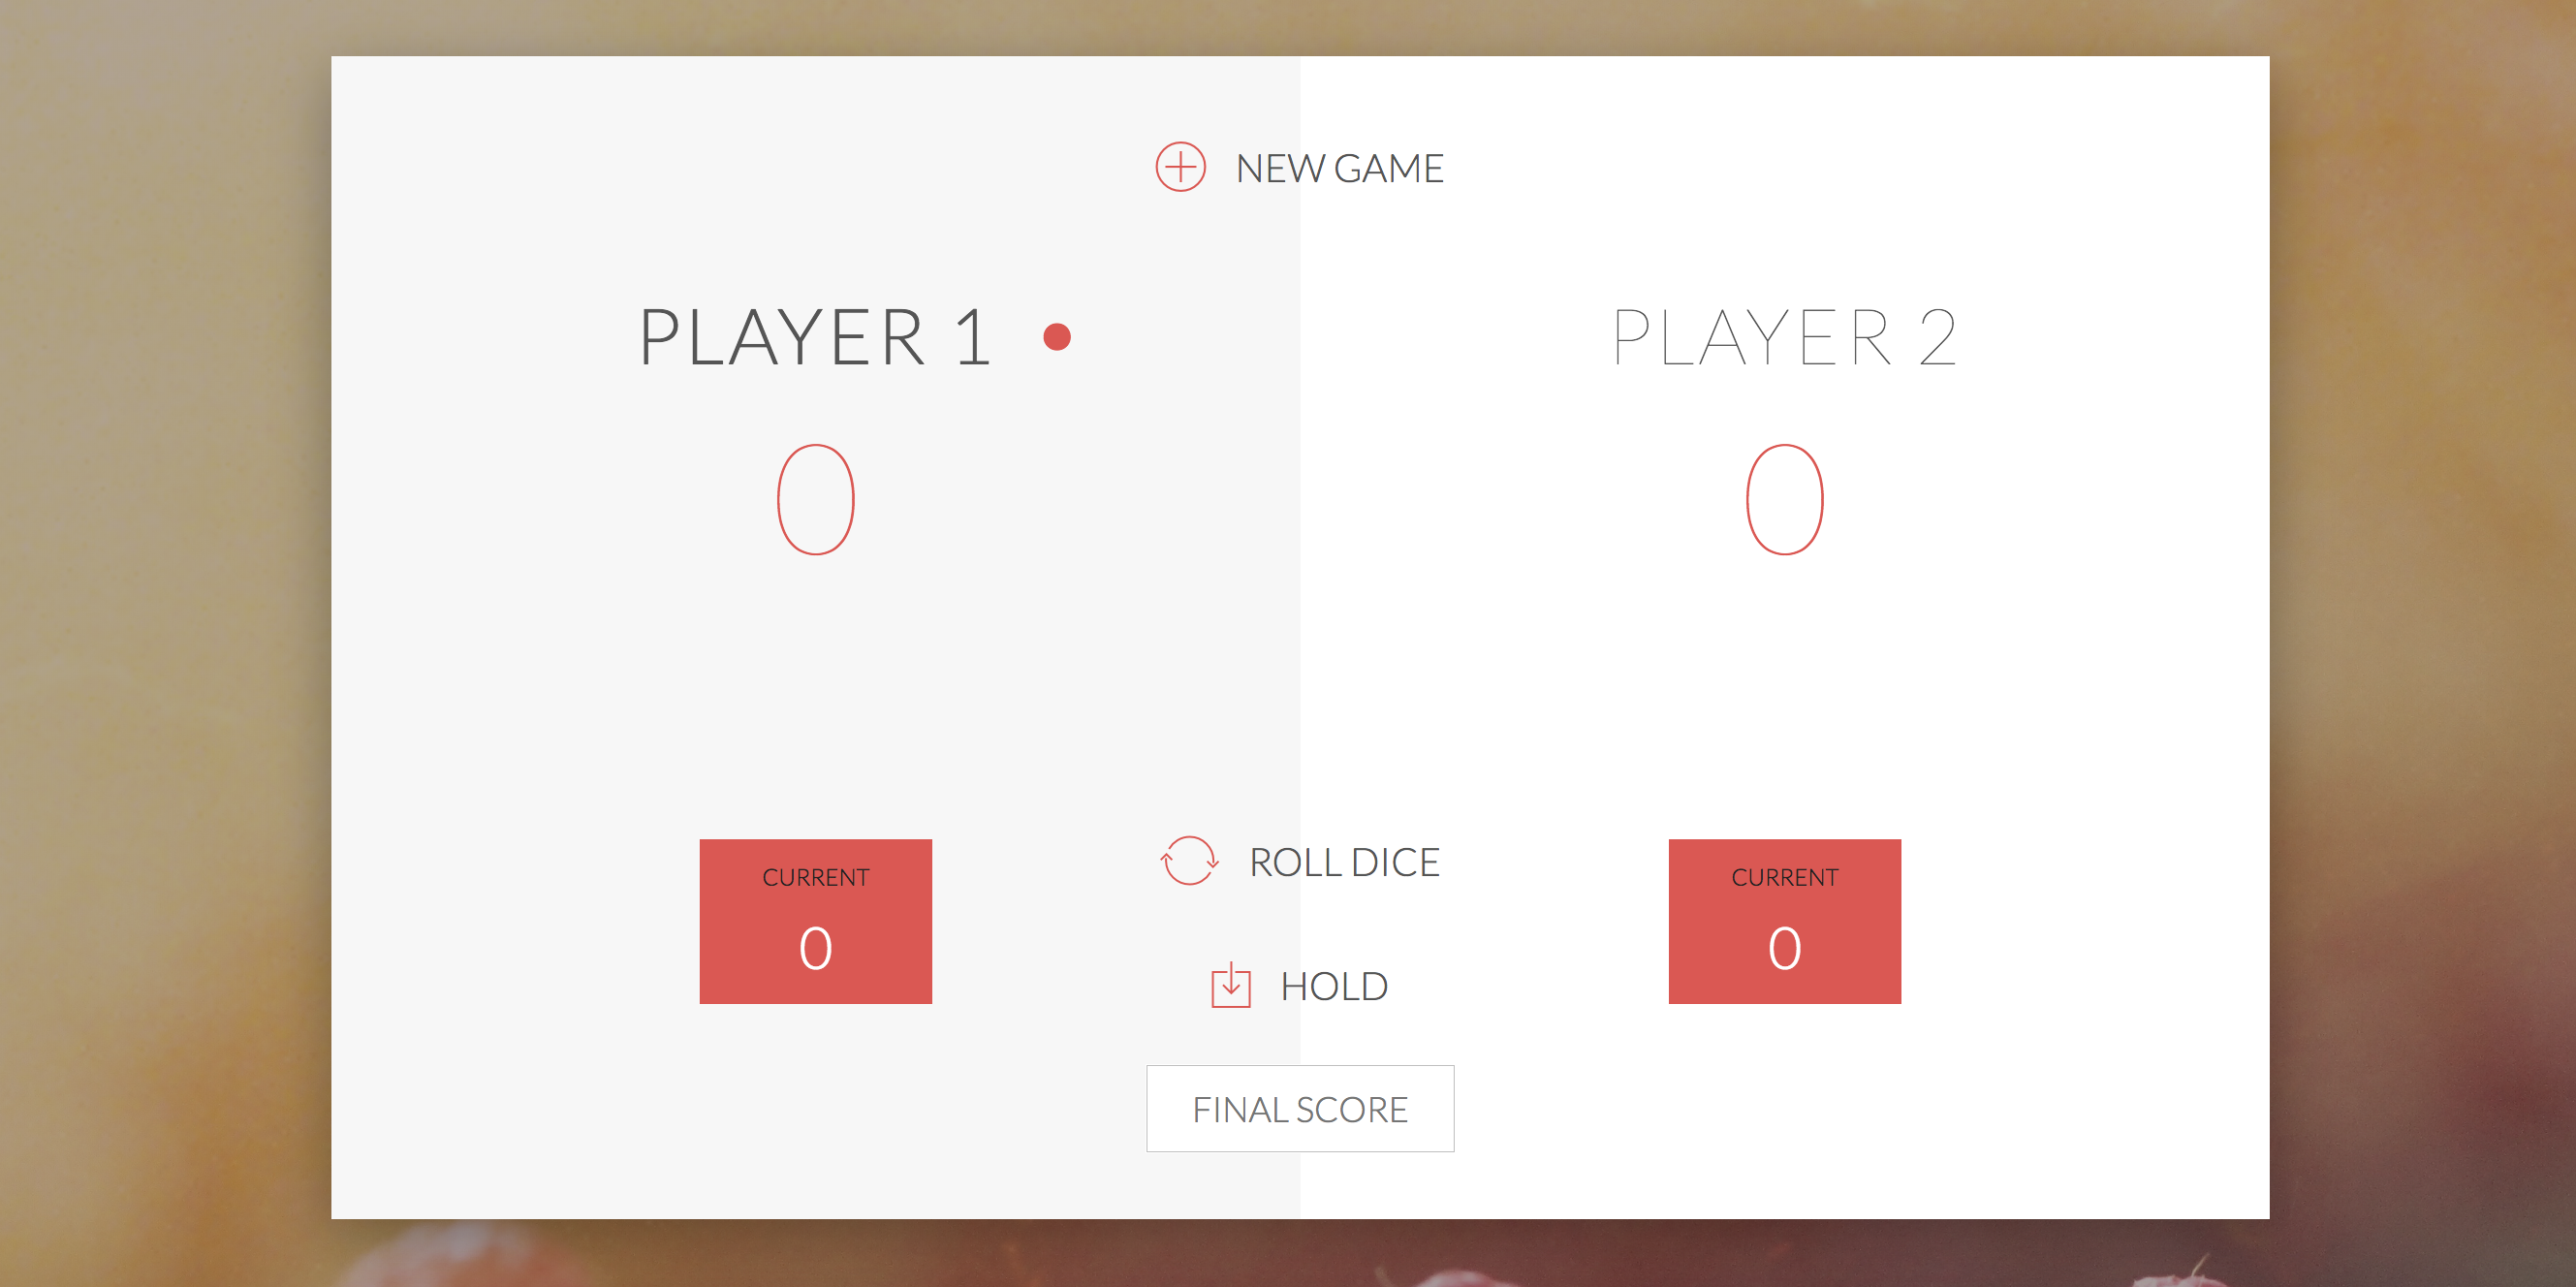 NEW GAME
PLAYER 1
PLAYER 2
0
0
CURRENT
0
ROLL DICE
HOLD
FINAL SCORE
CURRENT
0